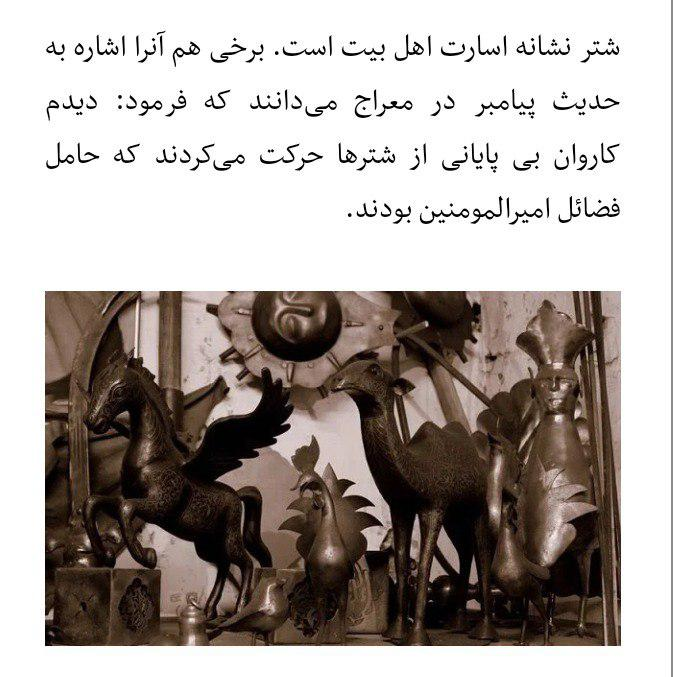 شتر نشانه اسارت اهل بیت است. برخی هم آنرا اشاره به
حدیث پیامبر در معراج می‌دانند که فرمود: دیدم
کاروان بی پایانی از شترها حرکت می‌کردند که حامل
فضائل امیرالمومنین بودند.